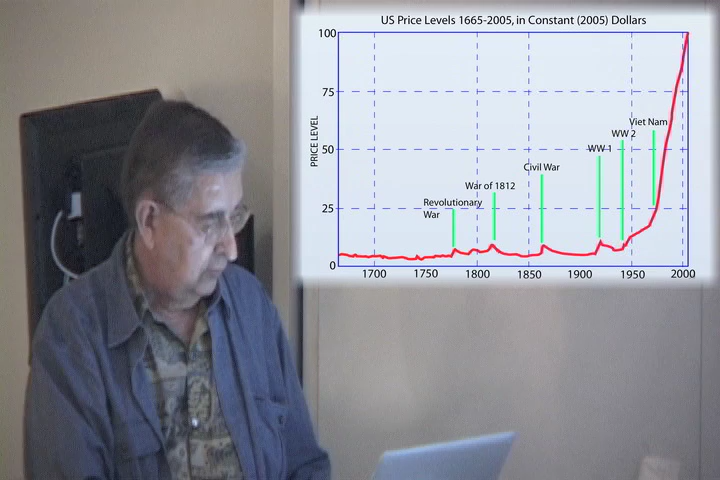 US Price Levels 1665-2005, in Constant (2005) Dollars
100
75
50
25
0
PRICE LEVEL
Revolutionary
War
War of 1812
Civil War
WW 1
WW 2
Viet Nam
1700 1750 1800 1850 1900 1950 2000